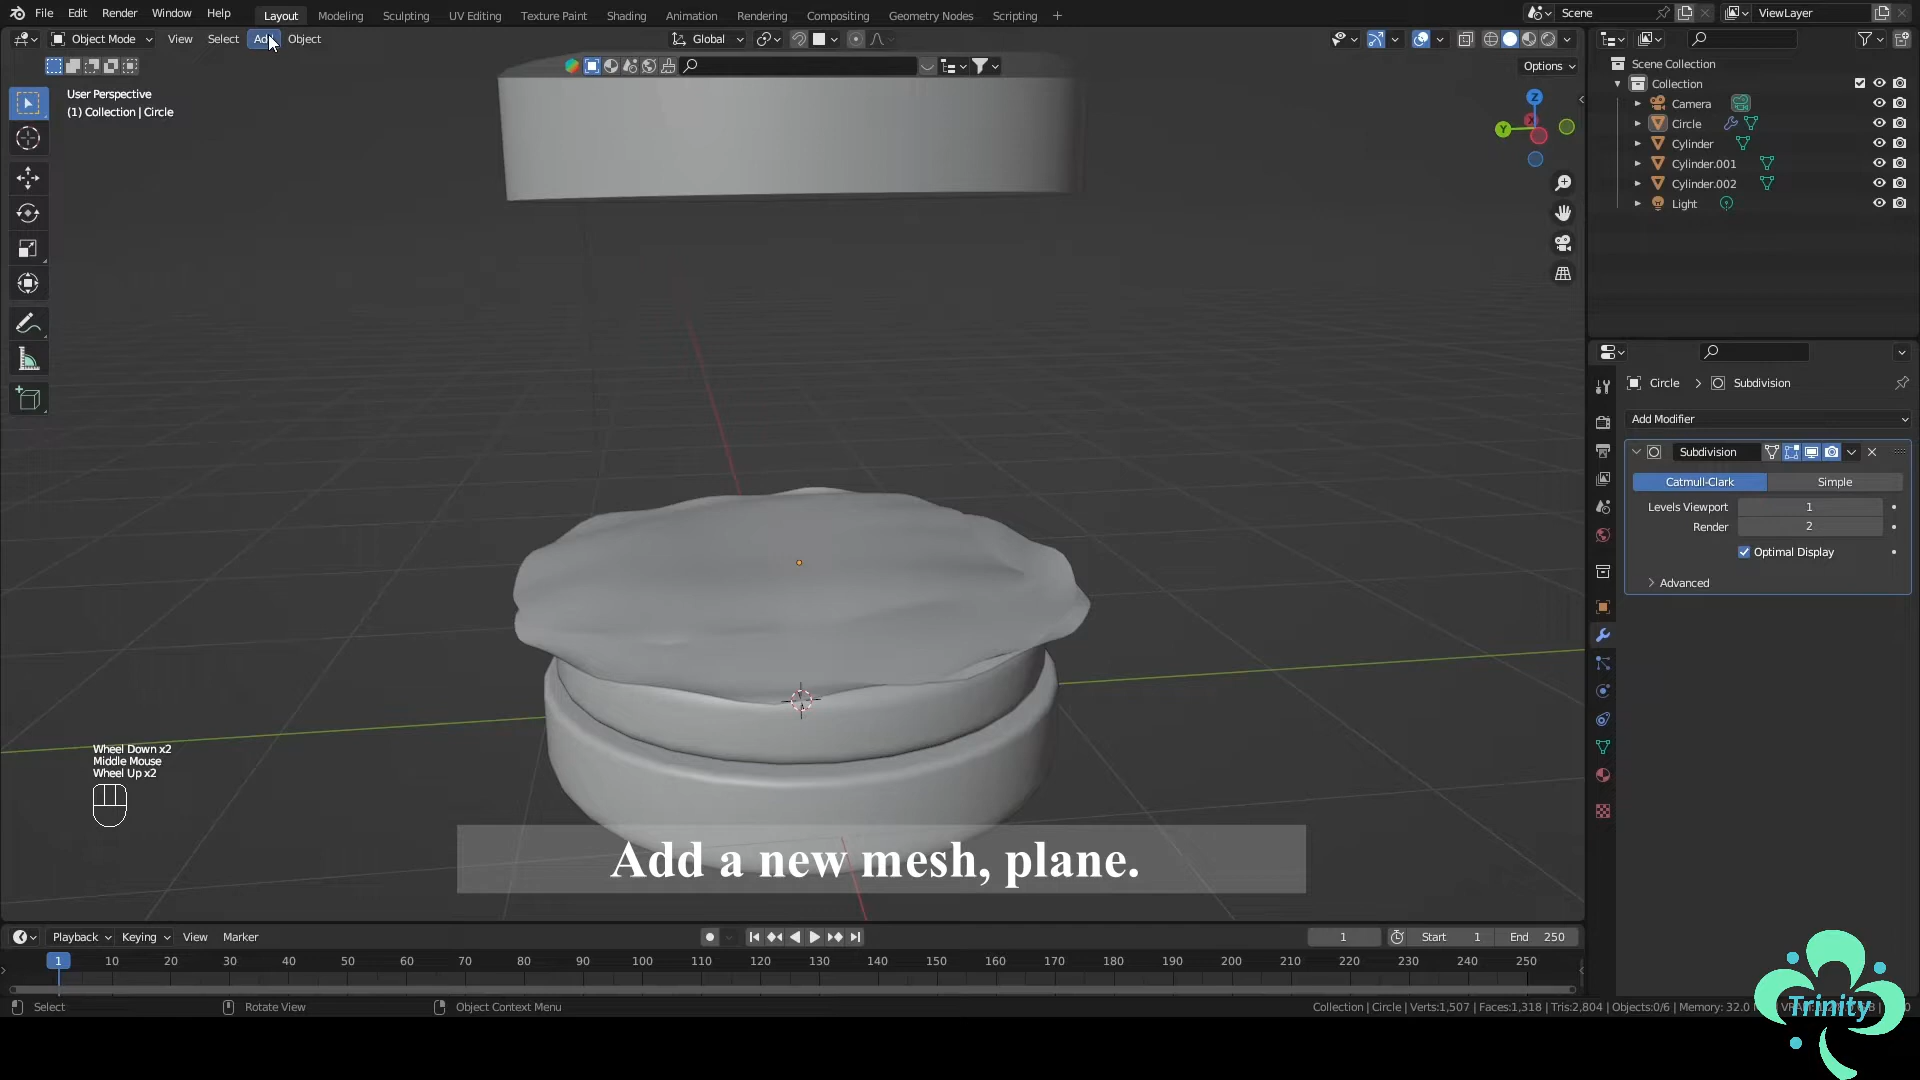 File Edit Render Window Help Layout Modeling Sculpting UV Editing Texture Paint Shading Animation Rendering Compositing Geometry Nodes Scripting + Scene ViewLayer
Object Mode View Select Add Object Global
Options
User Perspective
(1) Collection | Circle
Z
Y
Scene Collection
Collection
Camera
Circle
Cylinder
Cylinder.001
Cylinder.002
Light
Circle > Subdivision
Add Modifier
Subdivision
Catmull-Clark Simple
Levels Viewport 1
Render 2
Optimal Display
Advanced
Wheel Down x2
Middle Mouse
Wheel Up x2
Add a new mesh, plane.
Playback Keying View Marker 1 Start 1 End 250
1 10 20 30 40 50 60 70 80 90 100 110 120 130 140 150 160 170 180 190 200 210 220 230 240 250
Select Rotate View Object Context Menu Collection | Circle | Verts:1,507 | Faces:1,318 | Tris:2,804 | Objects:0/6 | Memory: 32.0
Trinity